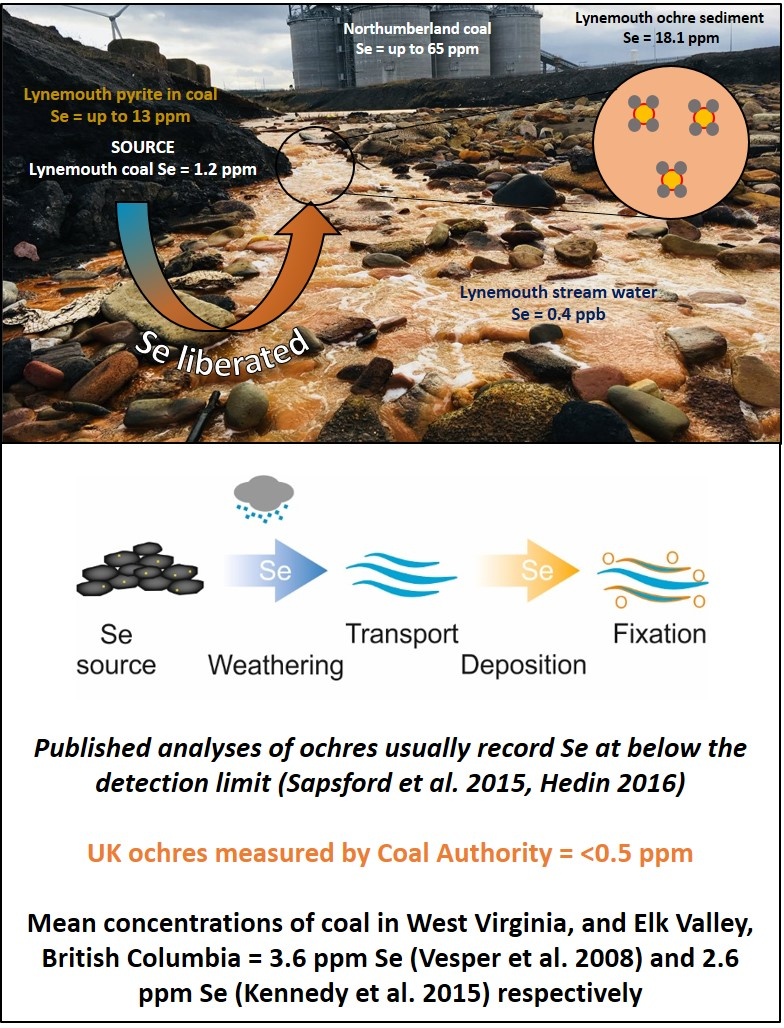 Northumberland coal
Se = up to 65 ppm
Lynemouth ochre sediment
Se = 18.1 ppm
Lynemouth pyrite in coal
Se = up to 13 ppm
SOURCE
Lynemouth coal Se = 1.2 ppm
Lynemouth stream water
Se = 0.4 ppb
Se liberated
Se
Se
Se
source
Weathering
Transport
Deposition
Fixation
Published analyses of ochres usually record Se at below the
detection limit (Sapsford et al. 2015, Hedin 2016)
UK ochres measured by Coal Authority = <0.5 ppm
Mean concentrations of coal in West Virginia, and Elk Valley,
British Columbia = 3.6 ppm Se (Vesper et al. 2008) and 2.6
ppm Se (Kennedy et al. 2015) respectively